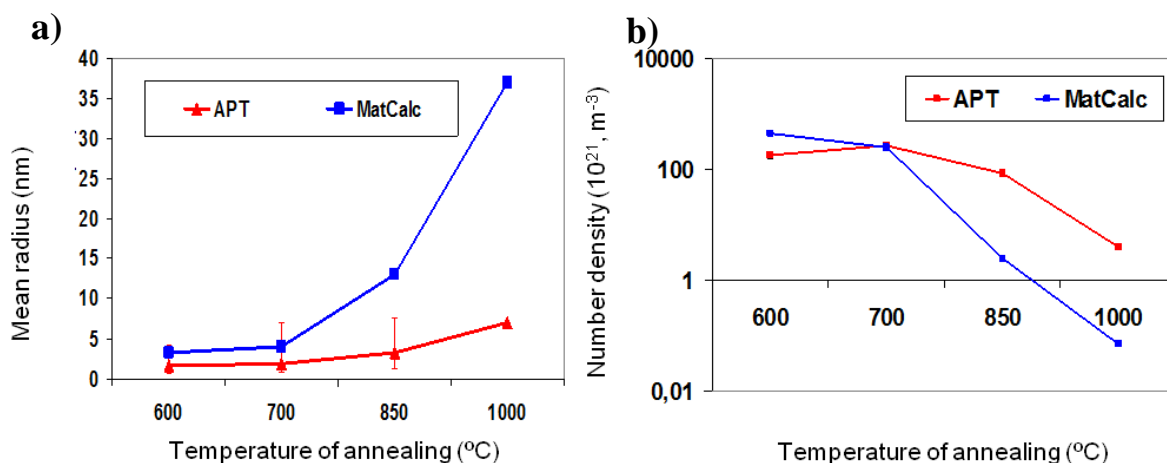 a)
Mean radius (nm)
40
35
30
25
20
15
10
5
0
APT MatCalc
600 700 850 1000
Temperature of annealing (ºC)
b)
Number density (10²¹, m⁻³)
10000
100
1
0,01
APT MatCalc
600 700 850 1000
Temperature of annealing (ºC)